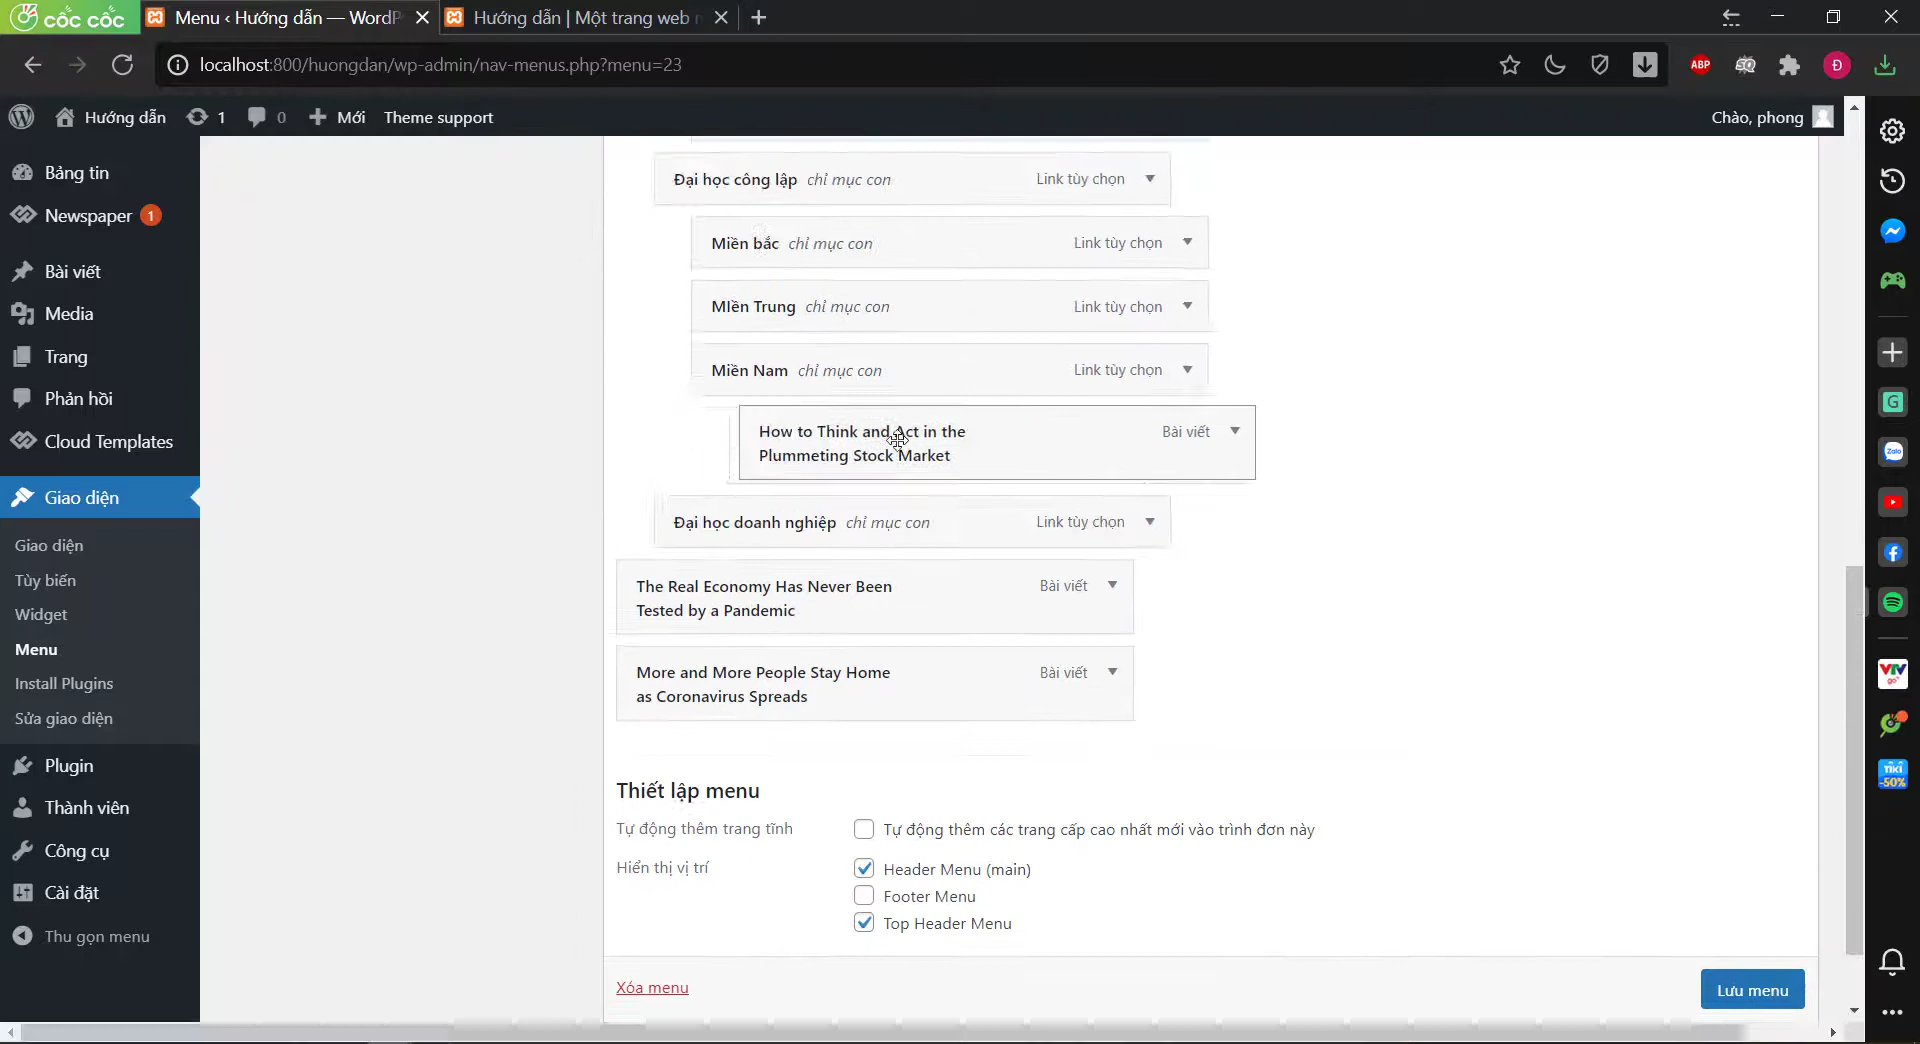 cốc cốc
Menu ‹ Hướng dẫn — WordP
Hướng dẫn | Một trang web
localhost:800/huongdan/wp-admin/nav-menus.php?menu=23
ABP
Đ
Hướng dẫn
1
0
Mới
Theme support
Chào, phong
Bảng tin
Newspaper 1
Bài viết
Media
Trang
Phản hồi
Cloud Templates
Giao diện
Giao diện
Tùy biến
Widget
Menu
Install Plugins
Sửa giao diện
Plugin
Thành viên
Công cụ
Cài đặt
Thu gọn menu
Đại học công lập chỉ mục con Link tùy chọn
Miền bắc chỉ mục con Link tùy chọn
MIền Trung chỉ mục con Link tùy chọn
Miền Nam chỉ mục con Link tùy chọn
How to Think and Act in the Bài viết
Plummeting Stock Market
Đại học doanh nghiệp chỉ mục con Link tùy chọn
The Real Economy Has Never Been Bài viết
Tested by a Pandemic
More and More People Stay Home Bài viết
as Coronavirus Spreads
Thiết lập menu
Tự động thêm trang tĩnh
Tự động thêm các trang cấp cao nhất mới vào trình đơn này
Hiển thị vị trí
Header Menu (main)
Footer Menu
Top Header Menu
Xóa menu
Lưu menu
G
Zalo
VTV
go
TIKI
-50%